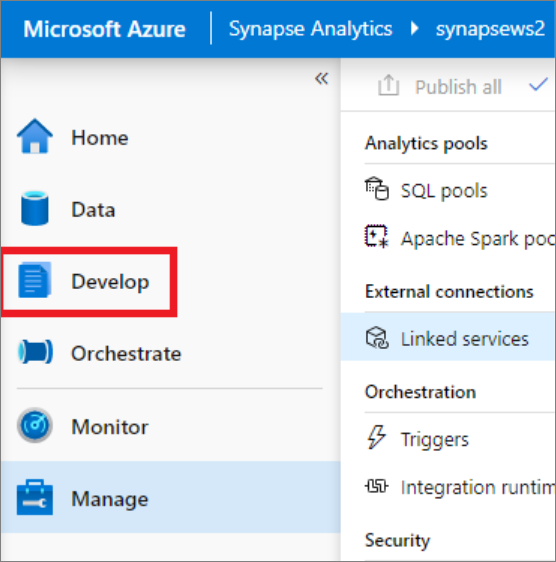 Microsoft Azure
Synapse Analytics
synapsews2
Publish all
Home
Data
Develop
Orchestrate
Monitor
Manage
Analytics pools
SQL pools
Apache Spark poo
External connections
Linked services
Orchestration
Triggers
Integration runtim
Security